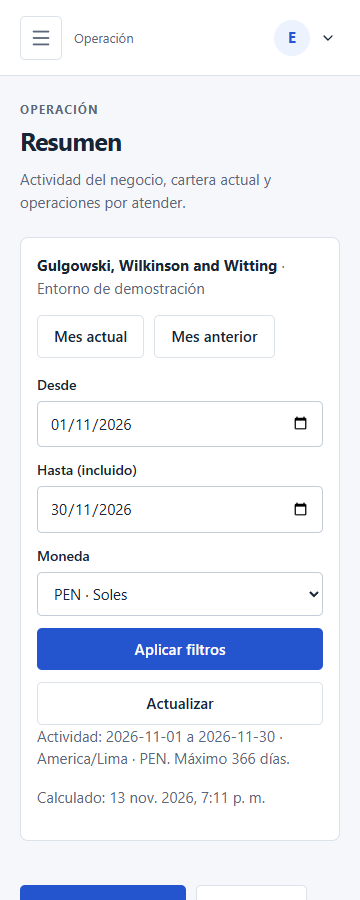 Operación
E
OPERACIÓN
Resumen
Actividad del negocio, cartera actual y
operaciones por atender.
Gulgowski, Wilkinson and Witting ·
Entorno de demostración
Mes actual
Mes anterior
Desde
01/11/2026
Hasta (incluido)
30/11/2026
Moneda
PEN · Soles
Aplicar filtros
Actualizar
Actividad: 2026-11-01 a 2026-11-30 ·
America/Lima · PEN. Máximo 366 días.
Calculado: 13 nov. 2026, 7:11 p. m.